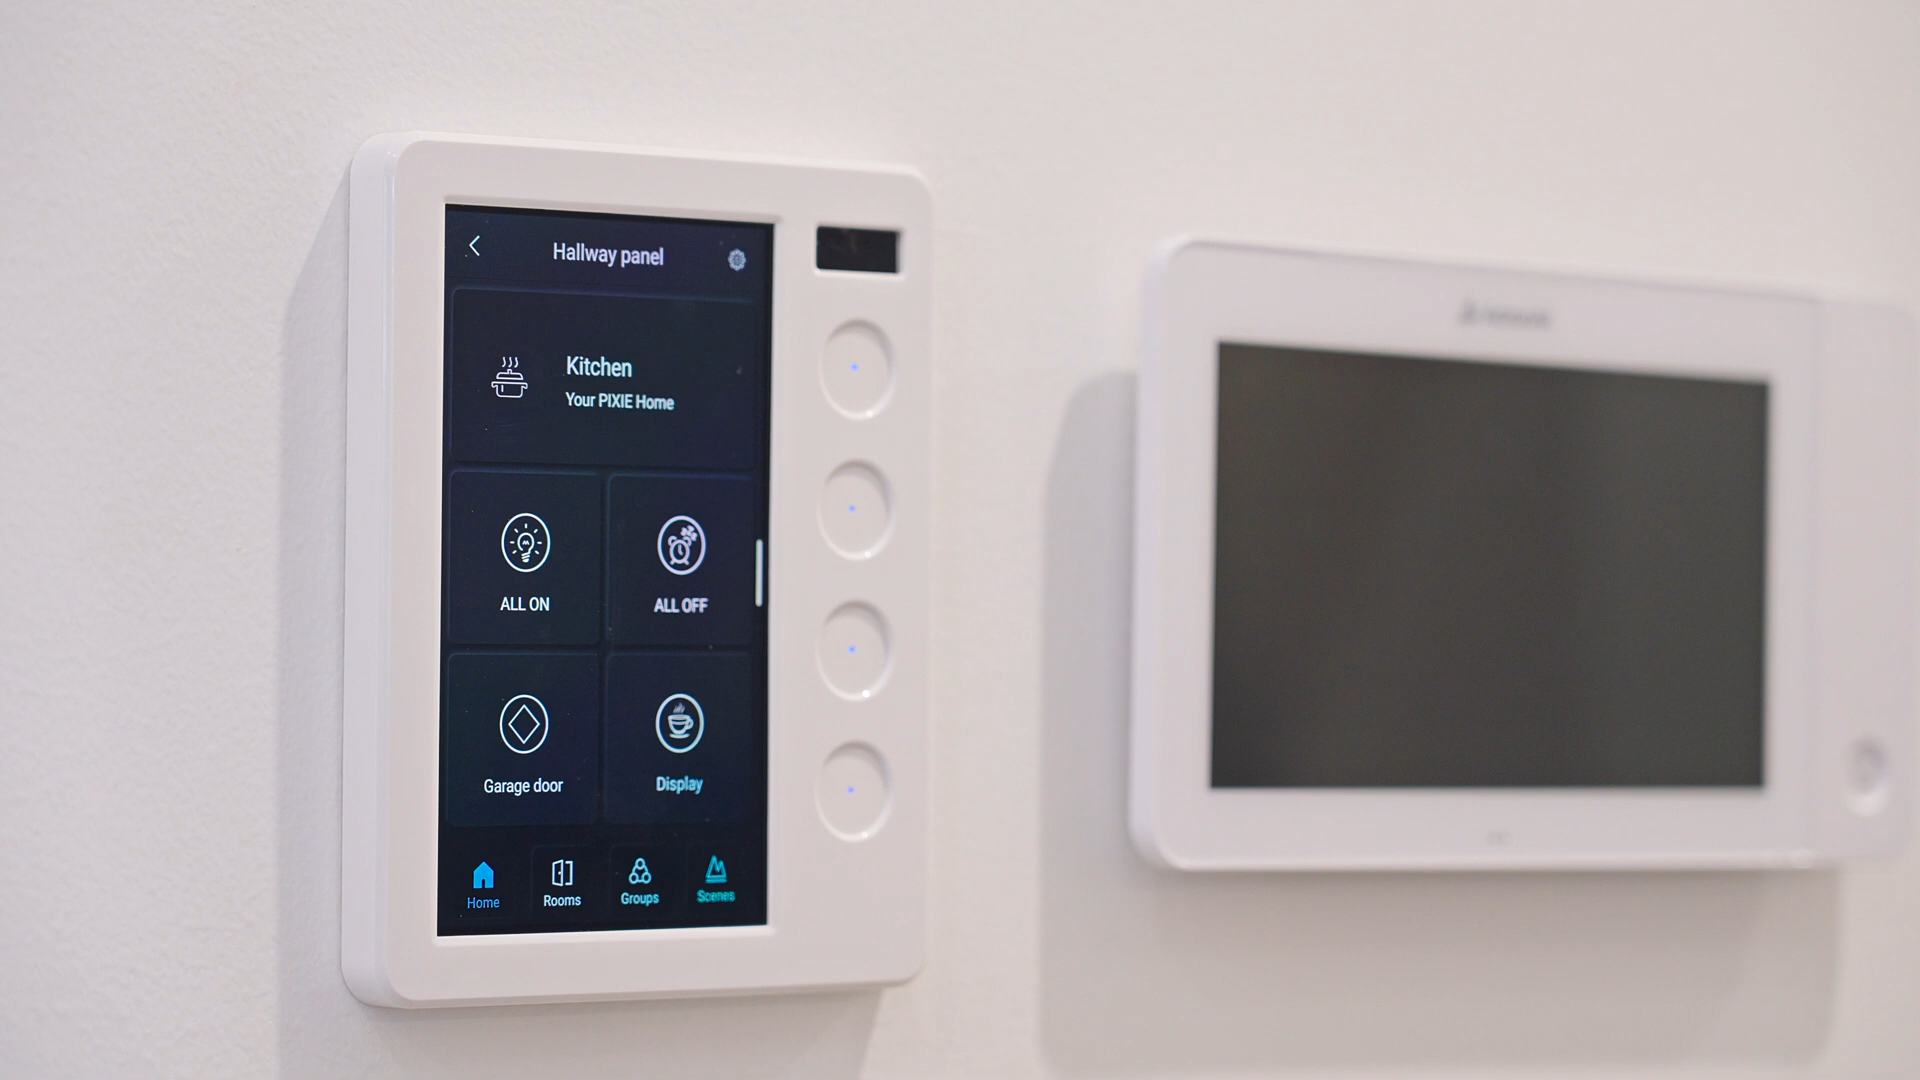 Hallway panel
Kitchen
Your PIXIE Home
ALL ON
ALL OFF
Garage door
Display
Home
Rooms
Groups
Scenes